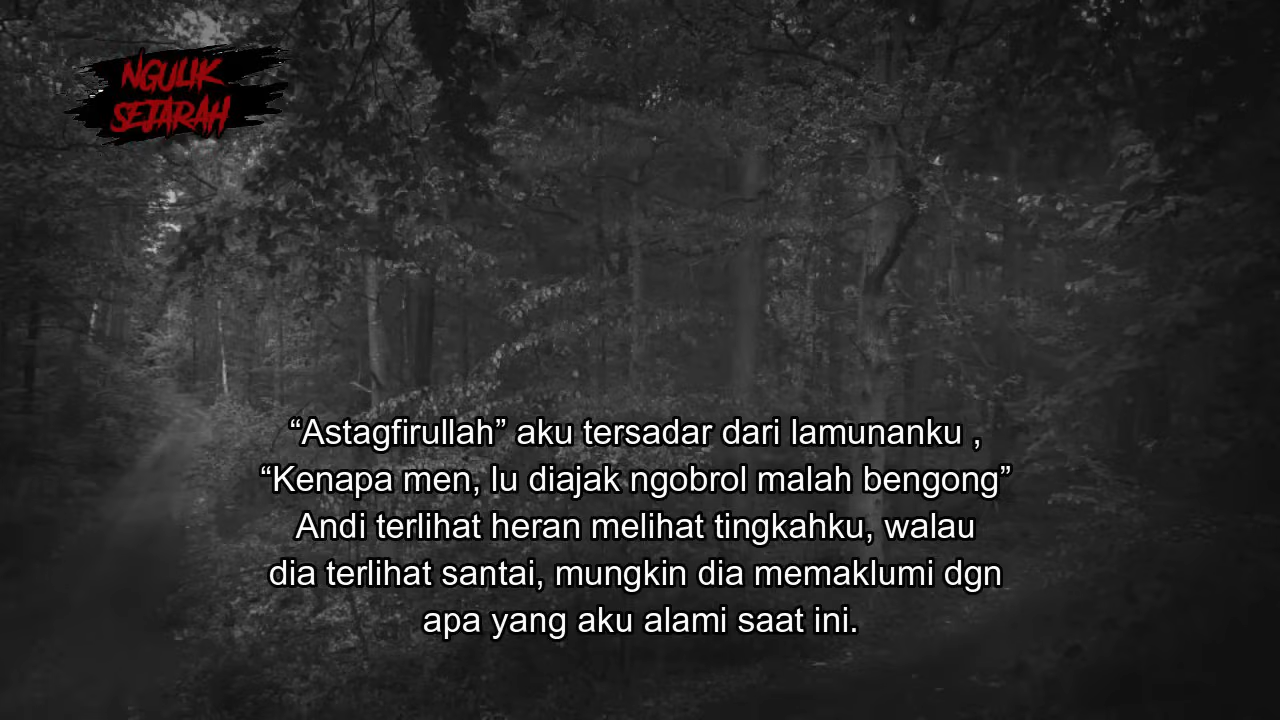 NGULIK
SEJARAH
“Astagfirullah” aku tersadar dari lamunanku ,
“Kenapa men, lu diajak ngobrol malah bengong”
Andi terlihat heran melihat tingkahku, walau
dia terlihat santai, mungkin dia memaklumi dgn
apa yang aku alami saat ini.